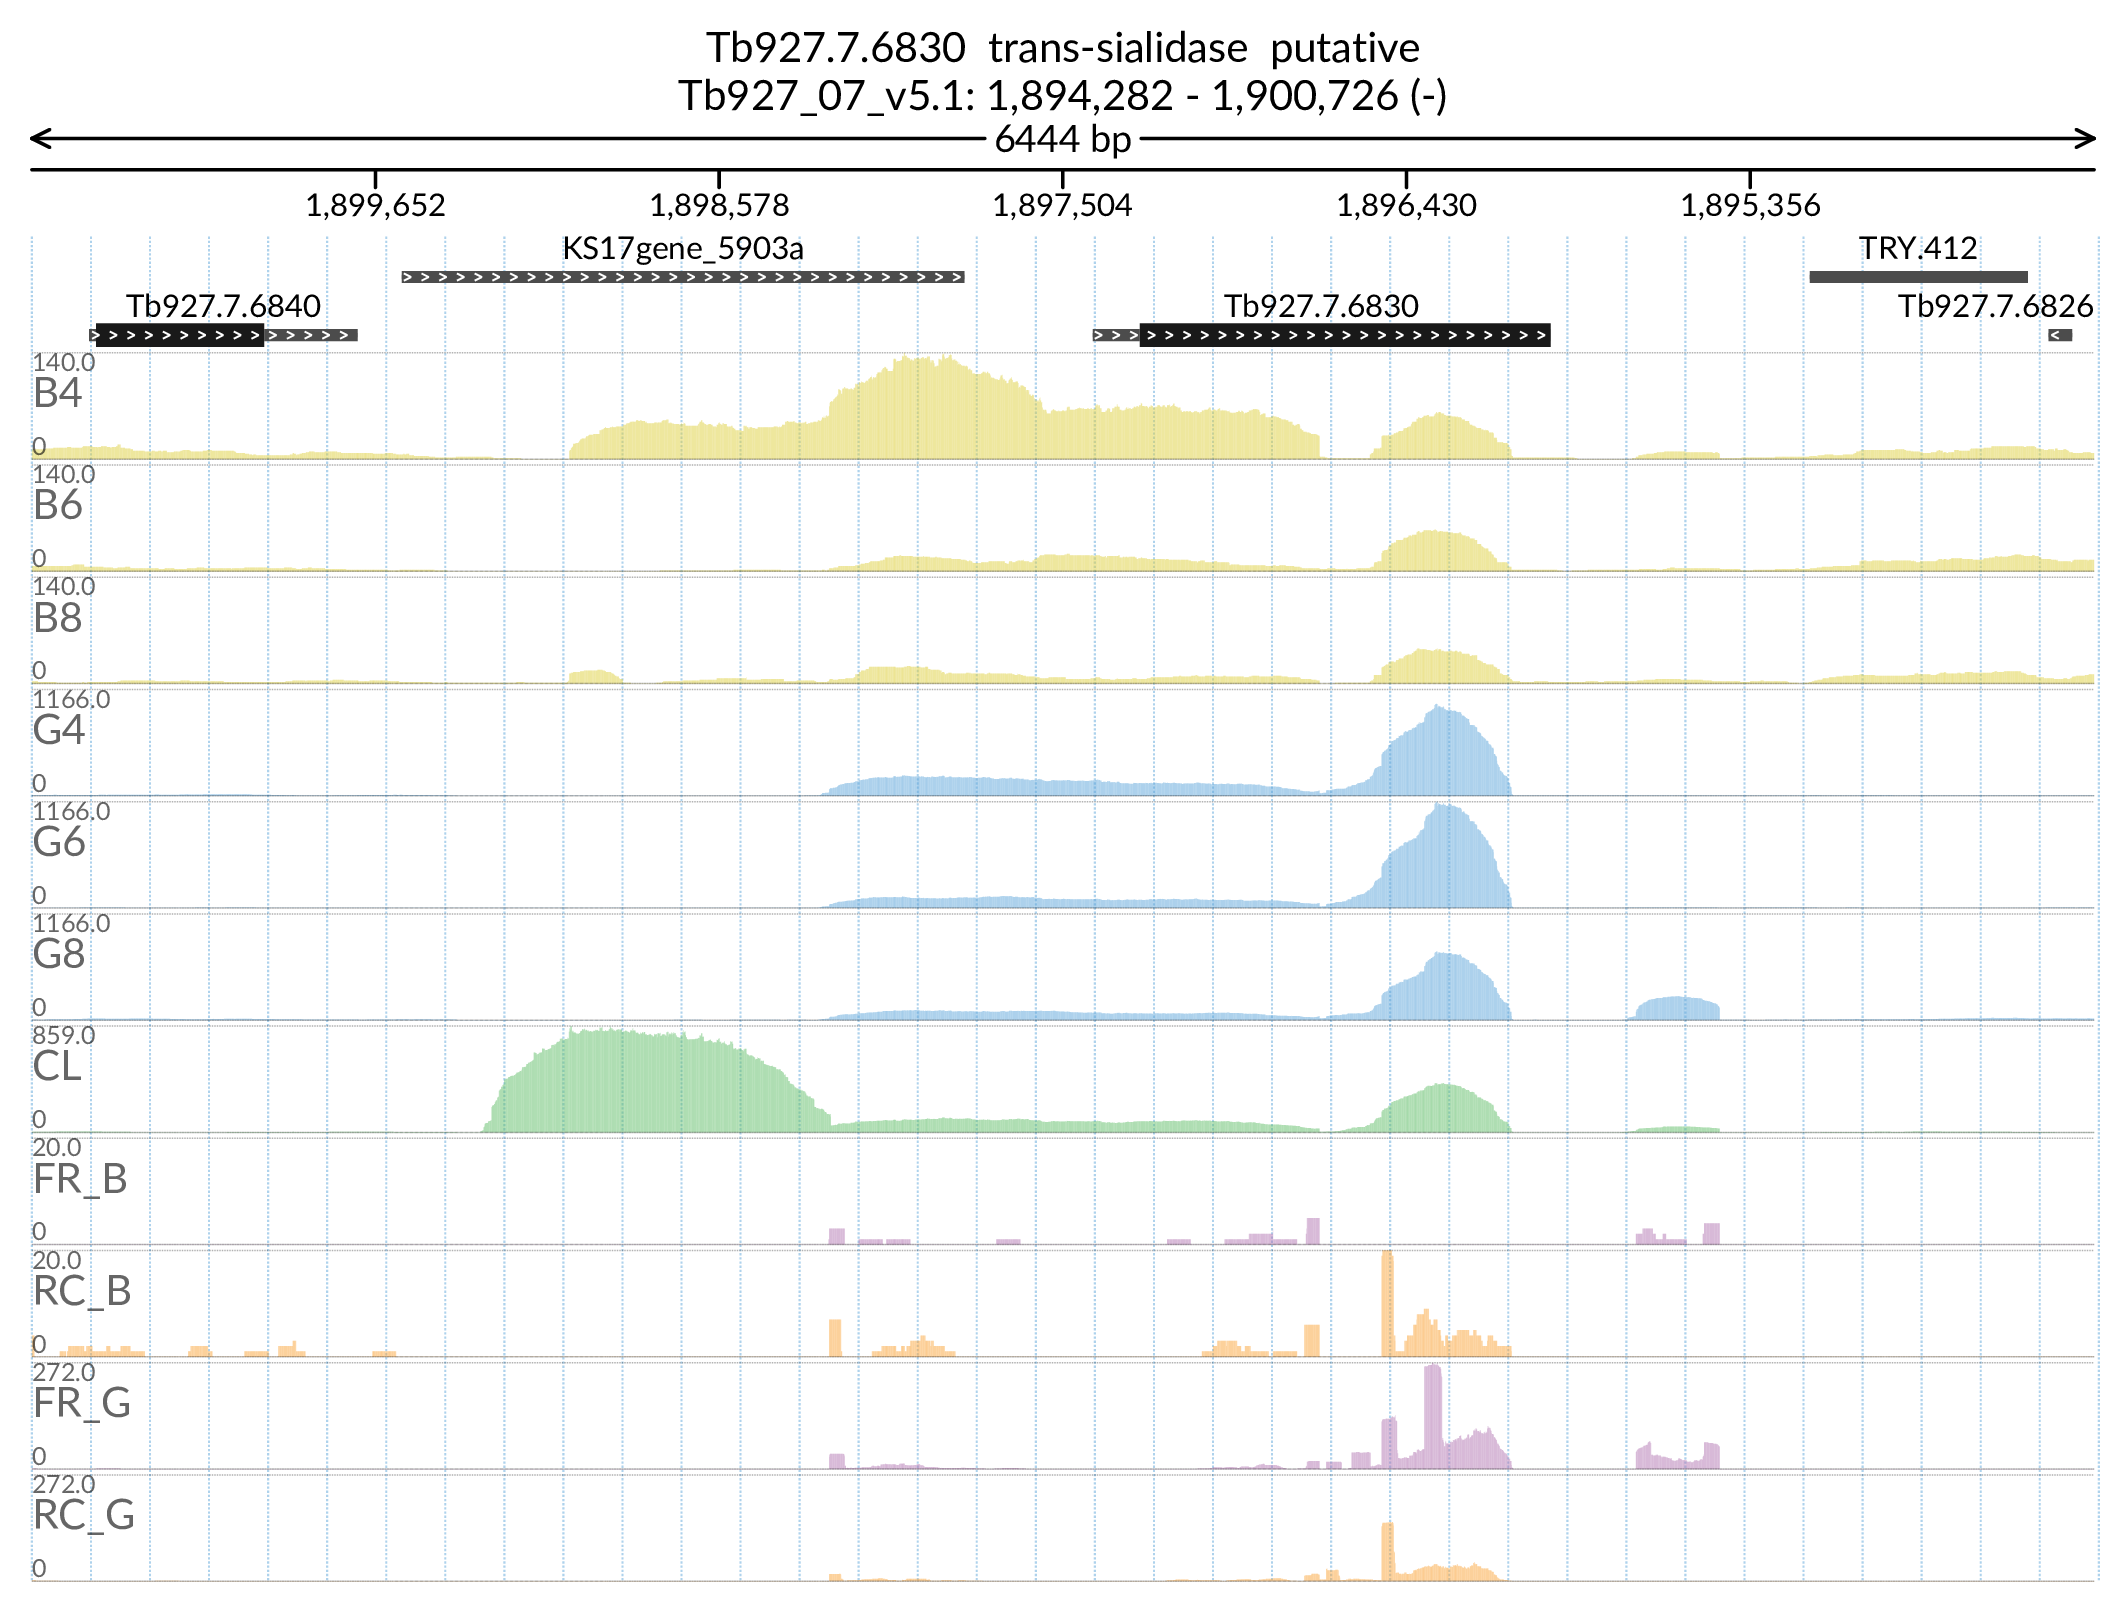 Tb927.7.6830 trans-sialidase putative
Tb927_07_v5.1: 1,894,282 - 1,900,726 (-)
6444 bp
1,899,652 1,898,578 1,897,504 1,896,430 1,895,356
KS17gene_5903a TRY.412
Tb927.7.6840 Tb927.7.6830 Tb927.7.6826
140.0
B4
0
140.0
B6
0
140.0
B8
0
1166.0
G4
0
1166.0
G6
0
1166.0
G8
0
859.0
CL
0
20.0
FR_B
0
20.0
RC_B
0
272.0
FR_G
0
272.0
RC_G
0